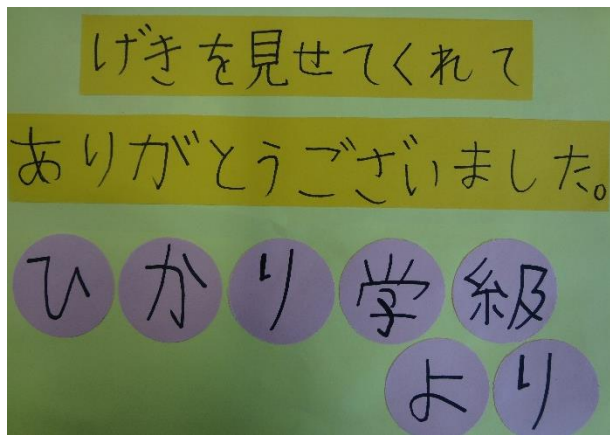 げきを見せてくれて
ありがとうございました。
ひかり学級
より